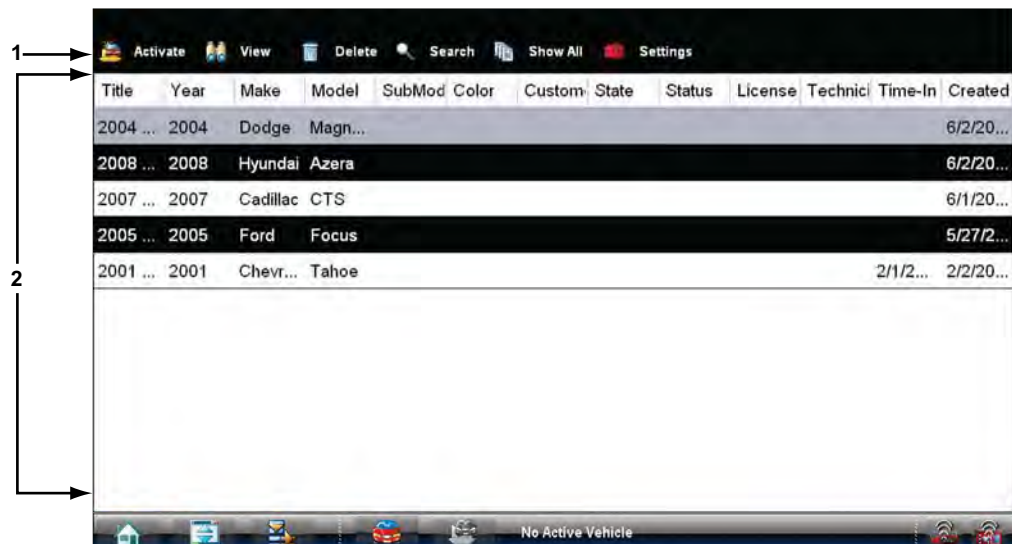 1
Activate View Delete Search Show All Settings
2
Title Year Make Model SubMod Color Custom State Status License Technici Time-In Created
2004 ... 2004 Dodge Magn... 6/2/20...
2008 ... 2008 Hyundai Azera 6/2/20...
2007 ... 2007 Cadillac CTS 6/1/20...
2005 ... 2005 Ford Focus 5/27/2...
2001 ... 2001 Chevr... Tahoe 2/1/2... 2/2/20...
No Active Vehicle